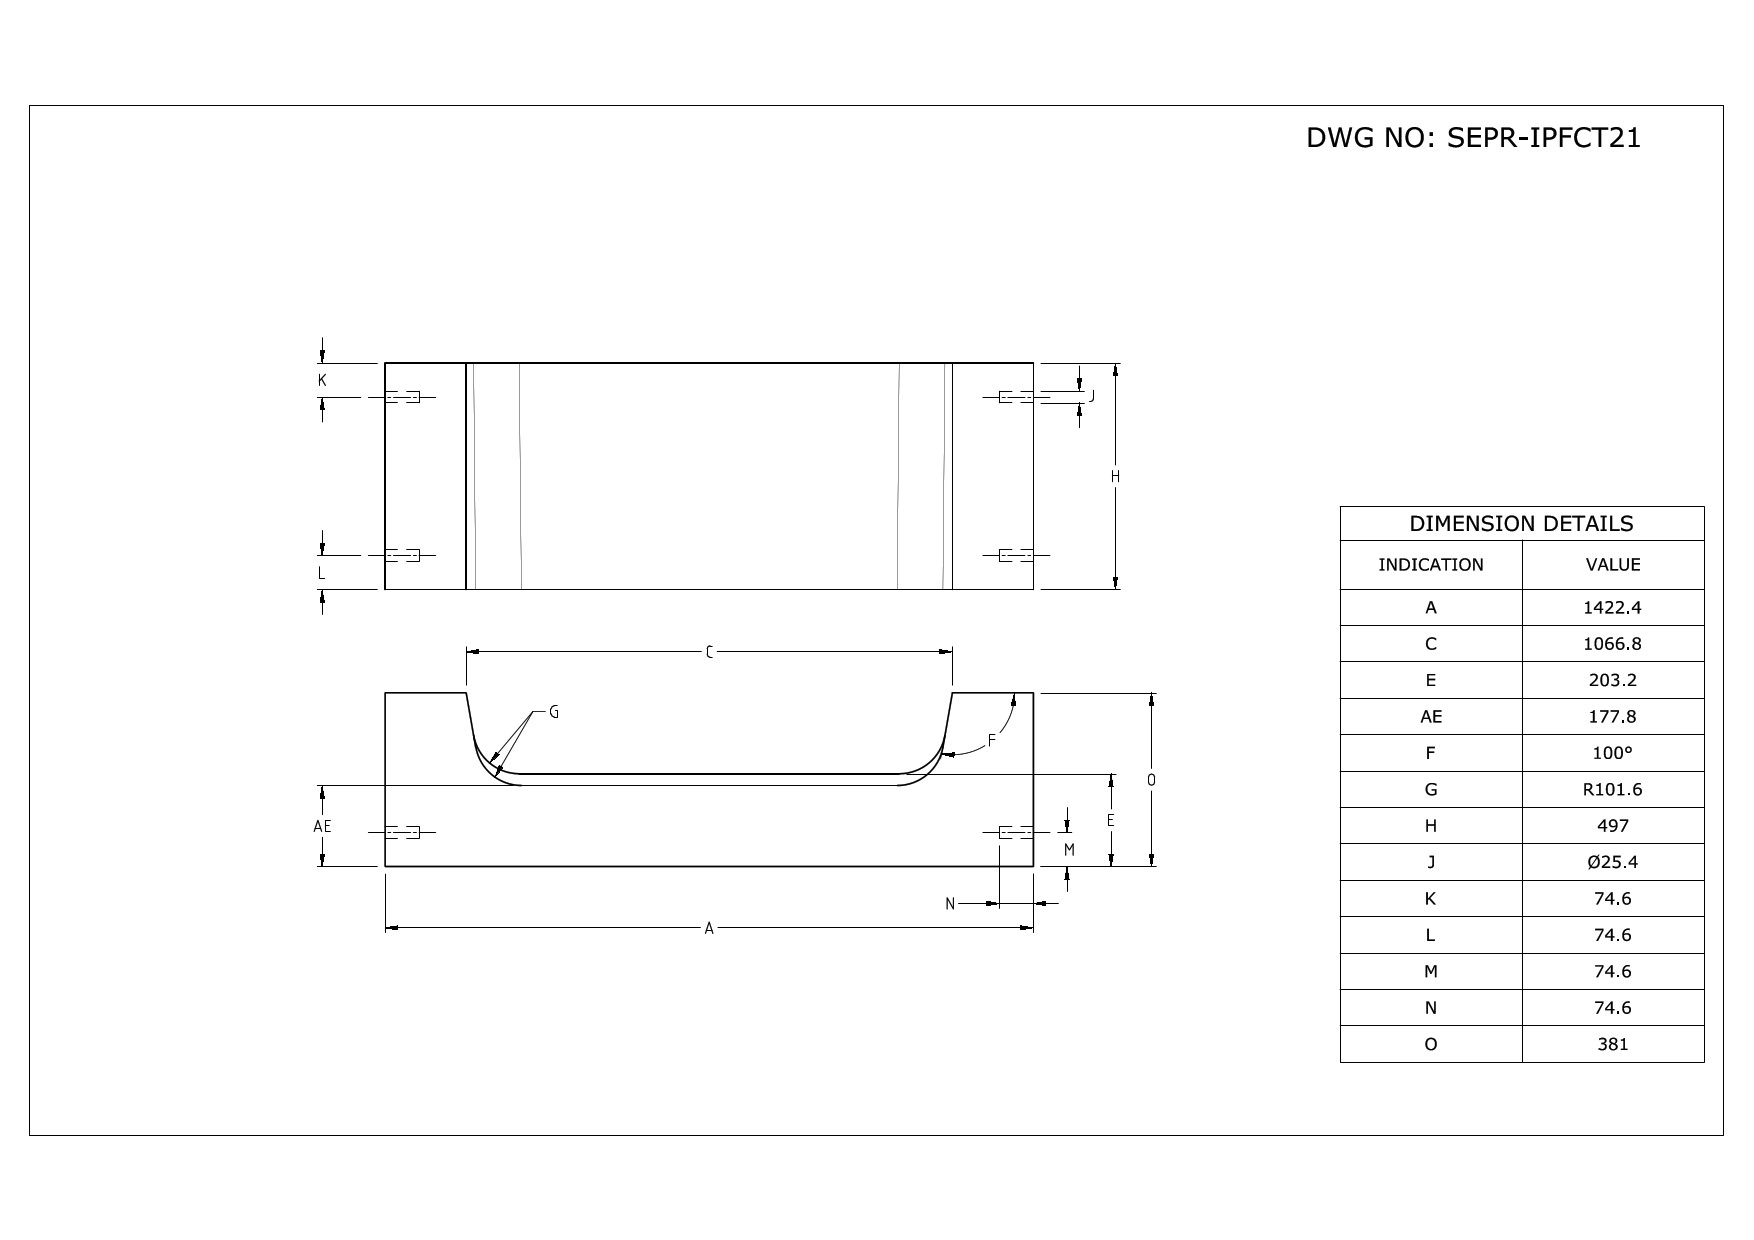 DWG NO: SEPR-IPFCT21
K
J
H
L
C
G
F
O
AE
E
M
N
A
DIMENSION DETAILS
INDICATION VALUE
A 1422.4
C 1066.8
E 203.2
AE 177.8
F 100°
G R101.6
H 497
J Ø25.4
K 74.6
L 74.6
M 74.6
N 74.6
O 381